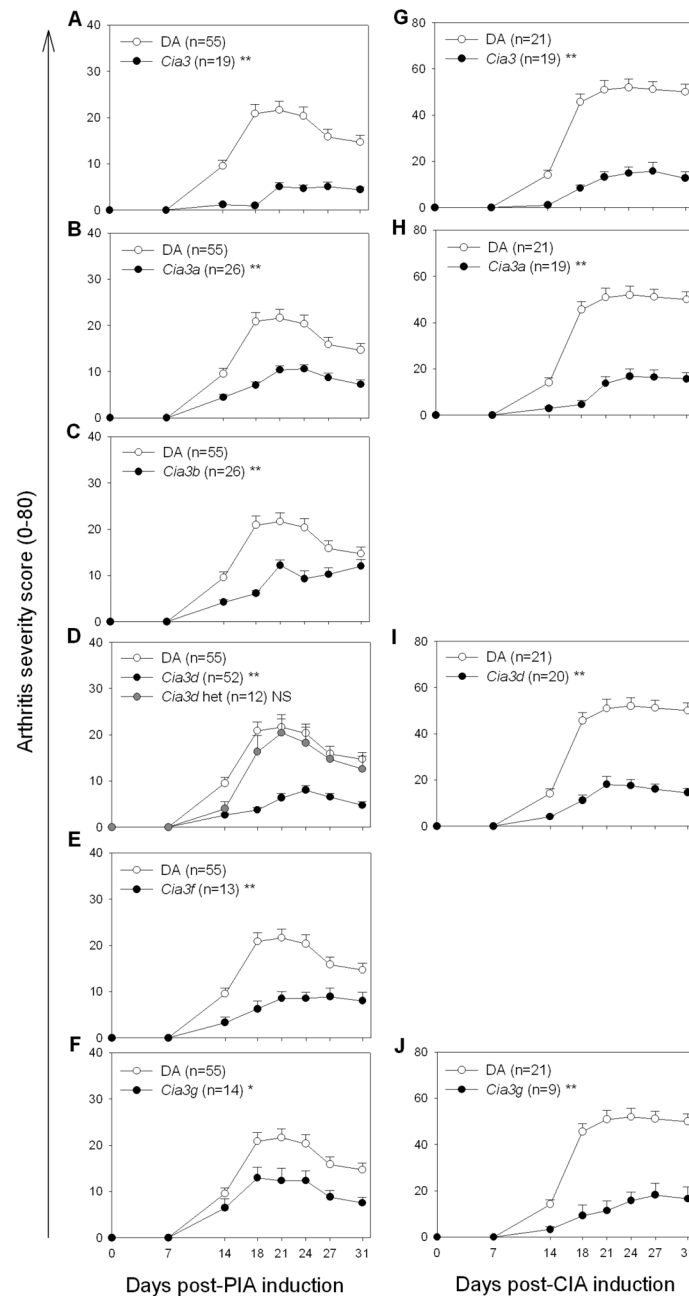 Arthritis severity score (0-80)
A
DA (n=55)
Cia3 (n=19) **
40
30
20
10
0
B
DA (n=55)
Cia3a (n=26) **
40
30
20
10
0
C
DA (n=55)
Cia3b (n=26) **
40
30
20
10
0
D
DA (n=55)
Cia3d (n=52) **
Cia3d het (n=12) NS
40
30
20
10
0
E
DA (n=55)
Cia3f (n=13) **
40
30
20
10
0
F
DA (n=55)
Cia3g (n=14) *
40
30
20
10
0
0 7 14 18 21 24 27 31
Days post-PIA induction
G
DA (n=21)
Cia3 (n=19) **
80
60
40
20
0
H
DA (n=21)
Cia3a (n=19) **
80
60
40
20
0
I
DA (n=21)
Cia3d (n=20) **
80
60
40
20
0
J
DA (n=21)
Cia3g (n=9) **
80
60
40
20
0
0 7 14 18 21 24 27 31
Days post-CIA induction